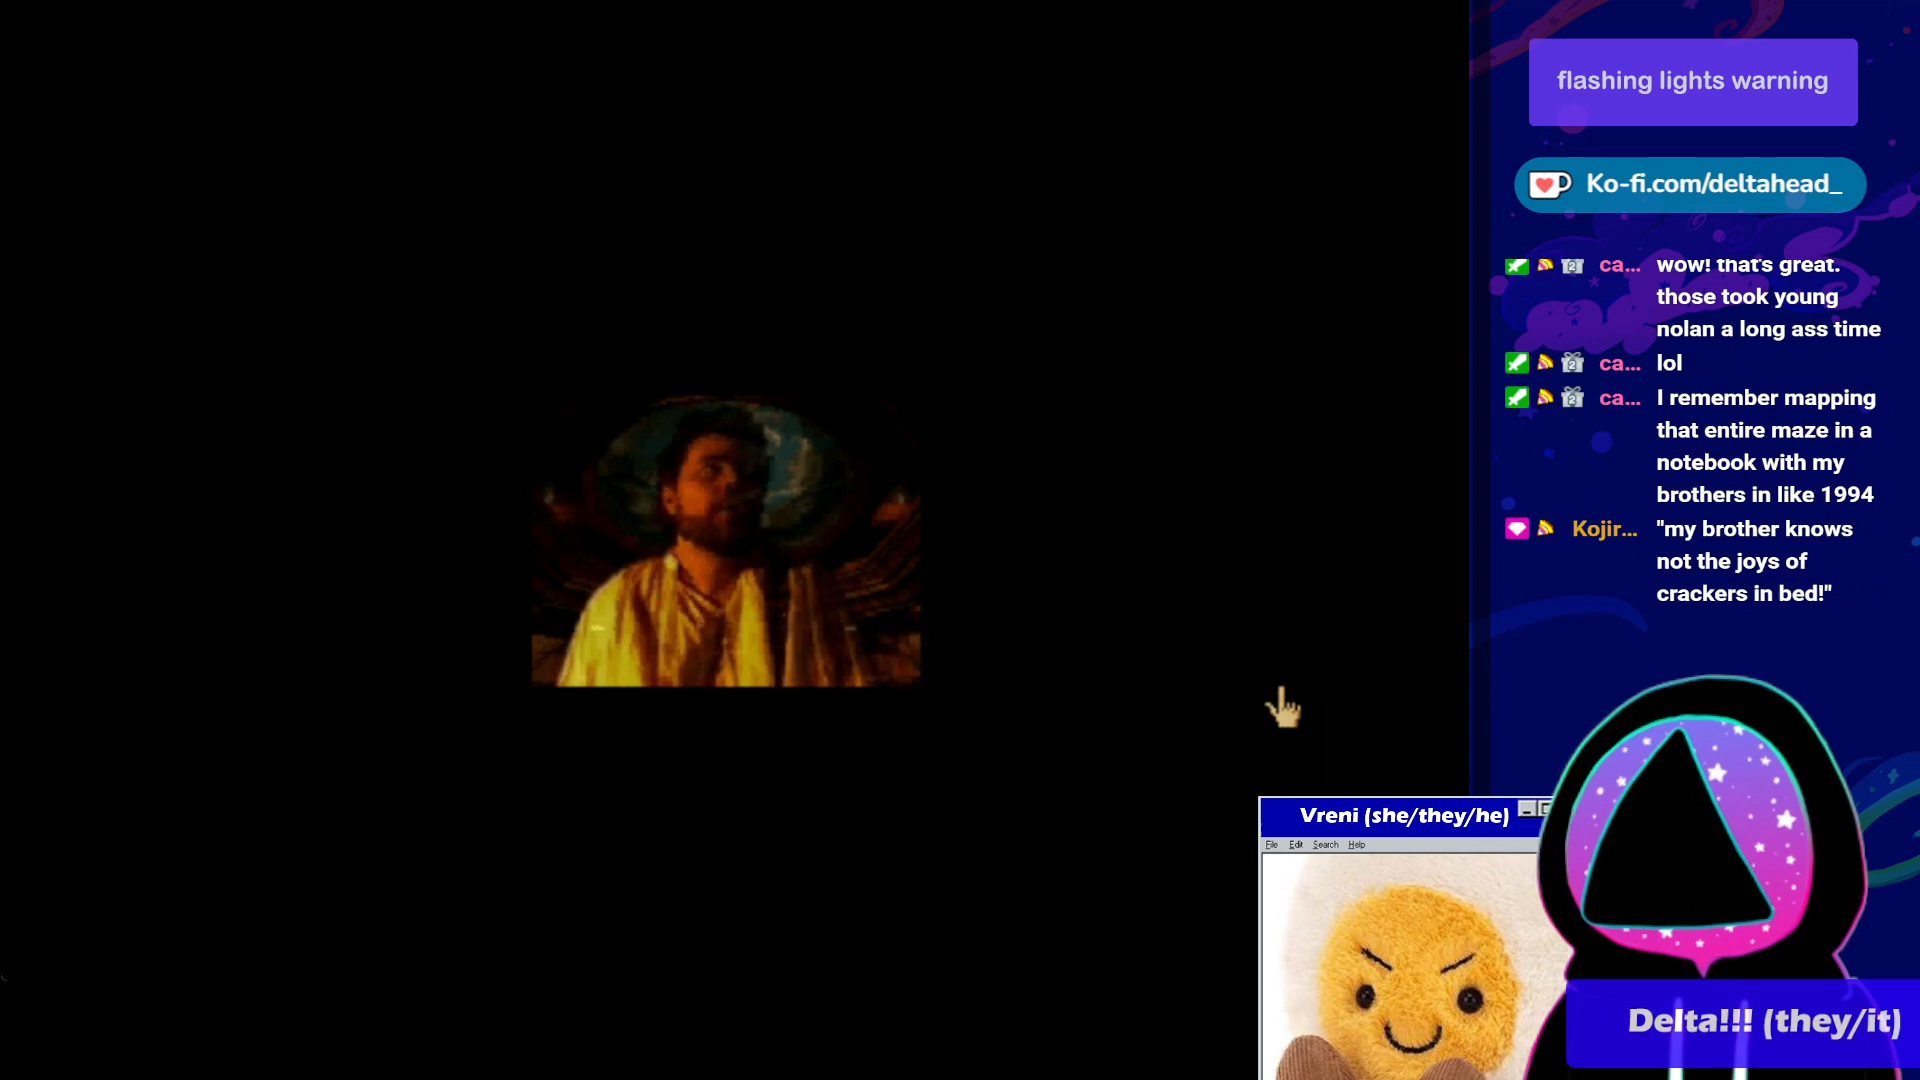 flashing lights warning
Ko-fi.com/deltahead_
ca... wow! that's great.
those took young
nolan a long ass time
ca... lol
ca... I remember mapping
that entire maze in a
notebook with my
brothers in like 1994
Kojir... "my brother knows
not the joys of
crackers in bed!"
Vreni (she/they/he)
File Edit Search Help
Delta!!! (they/it)